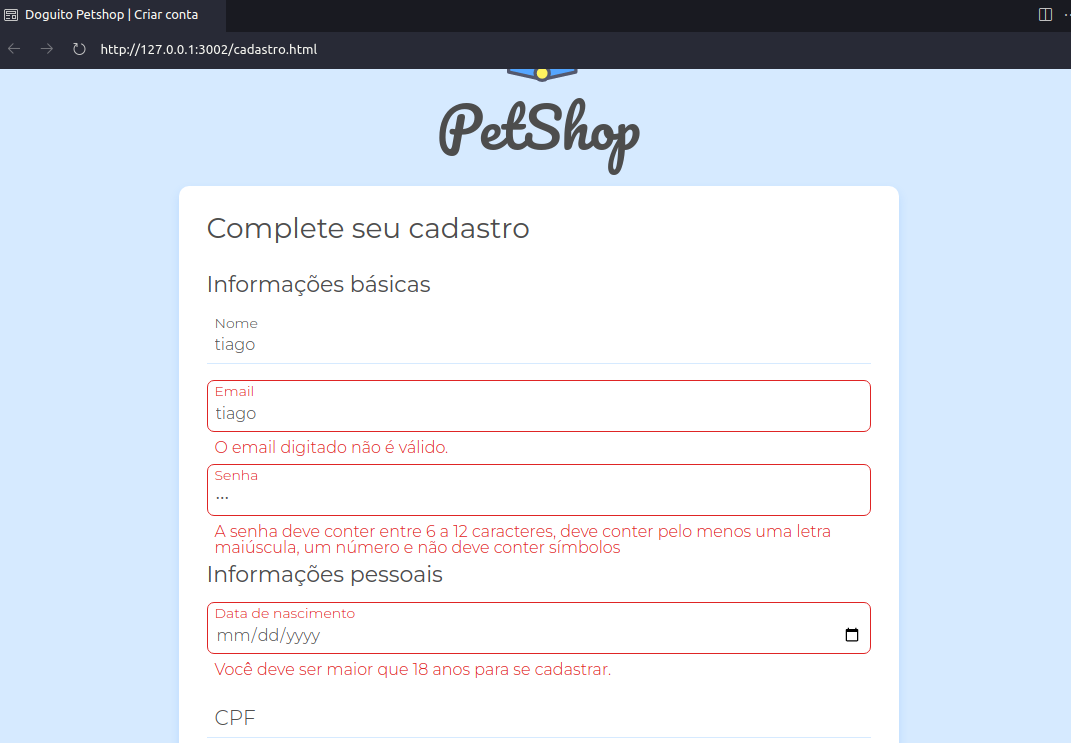 Doguito Petshop | Criar conta
http://127.0.0.1:3002/cadastro.html
PetShop
Complete seu cadastro
Informações básicas
Nome
tiago
Email
tiago
O email digitado não é válido.
Senha
...
A senha deve conter entre 6 a 12 caracteres, deve conter pelo menos uma letra
maiúscula, um número e não deve conter símbolos
Informações pessoais
Data de nascimento
mm/dd/yyyy
Você deve ser maior que 18 anos para se cadastrar.
CPF